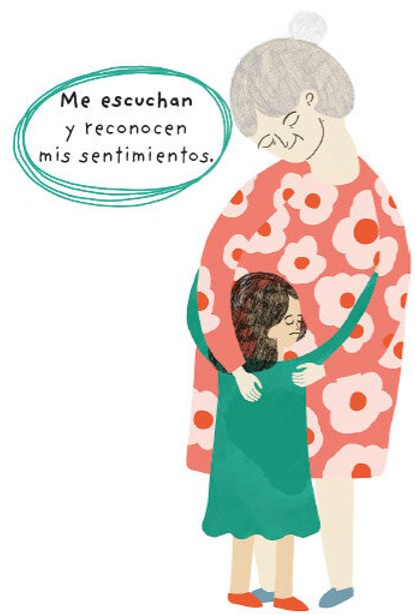 Me escuchan
y reconocen
mis sentimientos.